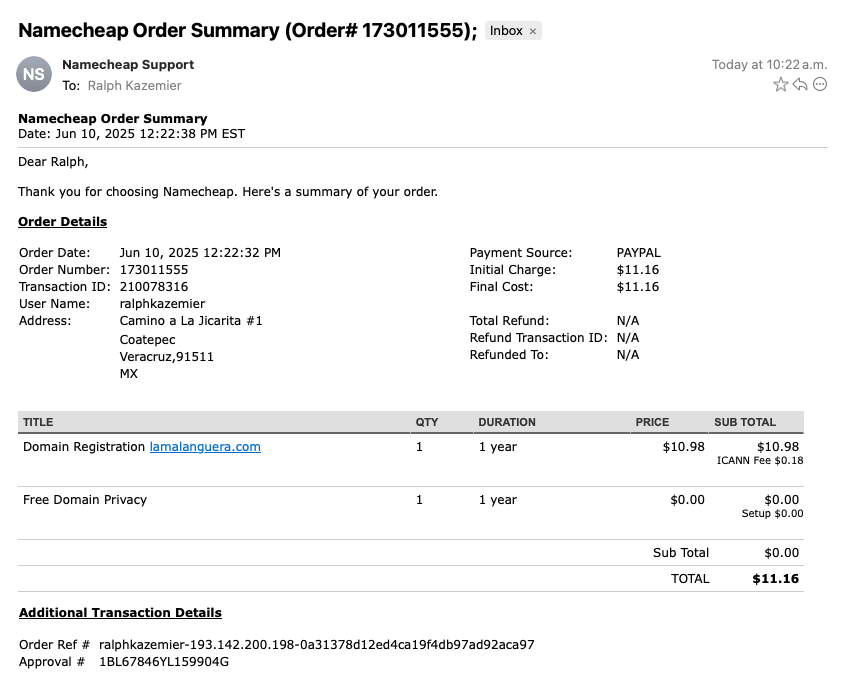 Namecheap Order Summary (Order# 173011555); Inbox ×
NS
Namecheap Support
Today at 10:22 a.m.
To: Ralph Kazemier
Namecheap Order Summary
Date: Jun 10, 2025 12:22:38 PM EST
Dear Ralph,
Thank you for choosing Namecheap. Here's a summary of your order.
Order Details
Order Date: Jun 10, 2025 12:22:32 PM Payment Source: PAYPAL
Order Number: 173011555 Initial Charge: $11.16
Transaction ID: 210078316 Final Cost: $11.16
User Name: ralphkazemier
Address: Camino a La Jicarita #1 Total Refund: N/A
Coatepec Refund Transaction ID: N/A
Veracruz,91511 Refunded To: N/A
MX
TITLE QTY DURATION PRICE SUB TOTAL
Domain Registration lamalanguera.com 1 1 year $10.98 $10.98
ICANN Fee $0.18
Free Domain Privacy 1 1 year $0.00 $0.00
Setup $0.00
Sub Total $0.00
TOTAL $11.16
Additional Transaction Details
Order Ref # ralphkazemier-193.142.200.198-0a31378d12ed4ca19f4db97ad92aca97
Approval # 1BL67846YL159904G